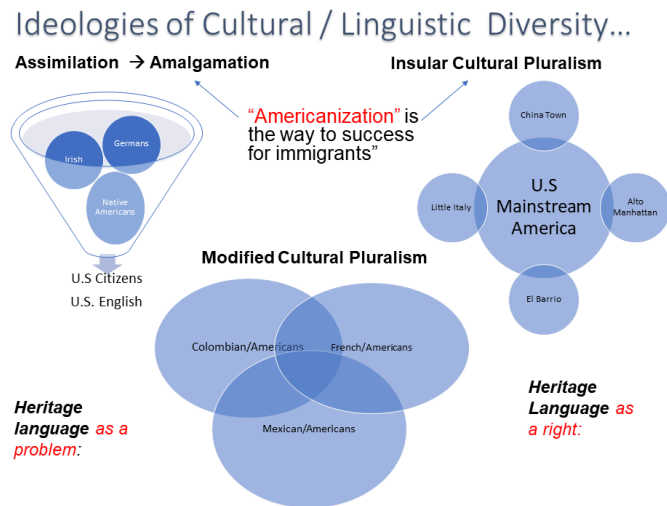 Ideologies of Cultural / Linguistic Diversity...
Assimilation → Amalgamation
Insular Cultural Pluralism
"Americanization" is
the way to success
for immigrants"
Irish
Germans
Native
Americans
U.S Citizens
U.S. English
China Town
Little Italy
U.S
Mainstream
America
Alto
Manhattan
El Barrio
Modified Cultural Pluralism
Colombian/Americans
French/Americans
Mexican/Americans
Heritage
language as a
problem:
Heritage
Language as
a right: